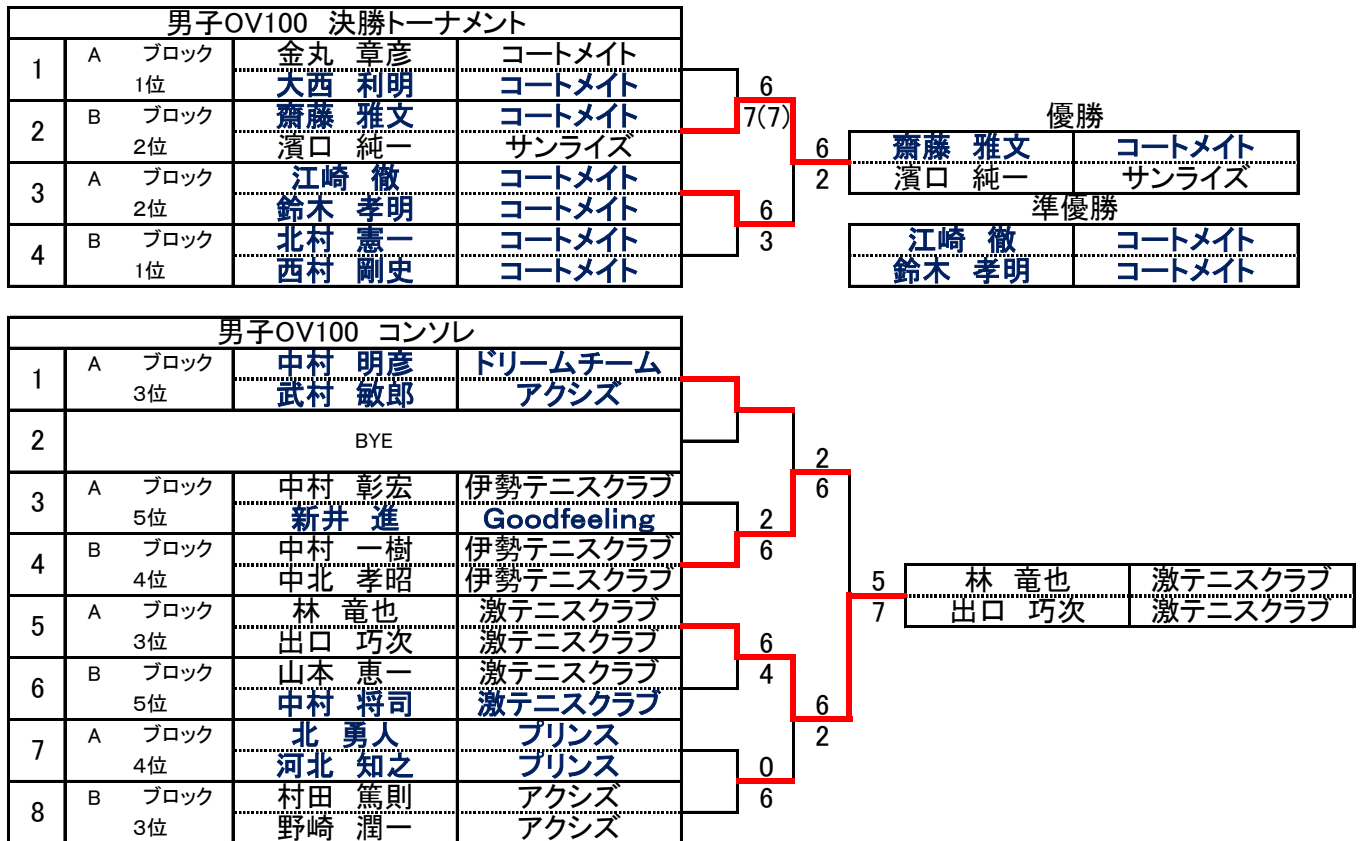 男子OV100 決勝トーナメント
1 A ブロック 金丸 章彦 コートメイト
1位 大西 利明 コートメイト
6
2 B ブロック 齋藤 雅文 コートメイト
7(7)
2位 濱口 純一 サンライズ
優勝
6 齋藤 雅文 コートメイト
2 濱口 純一 サンライズ
3 A ブロック 江崎 徹 コートメイト
2位 鈴木 孝明 コートメイト
6
準優勝
4 B ブロック 北村 憲一 コートメイト
3
1位 西村 剛史 コートメイト
江崎 徹 コートメイト
鈴木 孝明 コートメイト
男子OV100 コンソレ
1 A ブロック 中村 明彦 ドリームチーム
3位 武村 敏郎 アクシズ
2 BYE
2
6
3 A ブロック 中村 彰宏 伊勢テニスクラブ
5位 新井 進 Goodfeeling
2
4 B ブロック 中村 一樹 伊勢テニスクラブ
6
4位 中北 孝昭 伊勢テニスクラブ
5 林 竜也 激テニスクラブ
7 出口 巧次 激テニスクラブ
5 A ブロック 林 竜也 激テニスクラブ
3位 出口 巧次 激テニスクラブ
6
6 B ブロック 山本 恵一 激テニスクラブ
4
5位 中村 将司 激テニスクラブ
6
2
7 A ブロック 北 勇人 プリンス
4位 河北 知之 プリンス
0
8 B ブロック 村田 篤則 アクシズ
6
3位 野崎 潤一 アクシズ